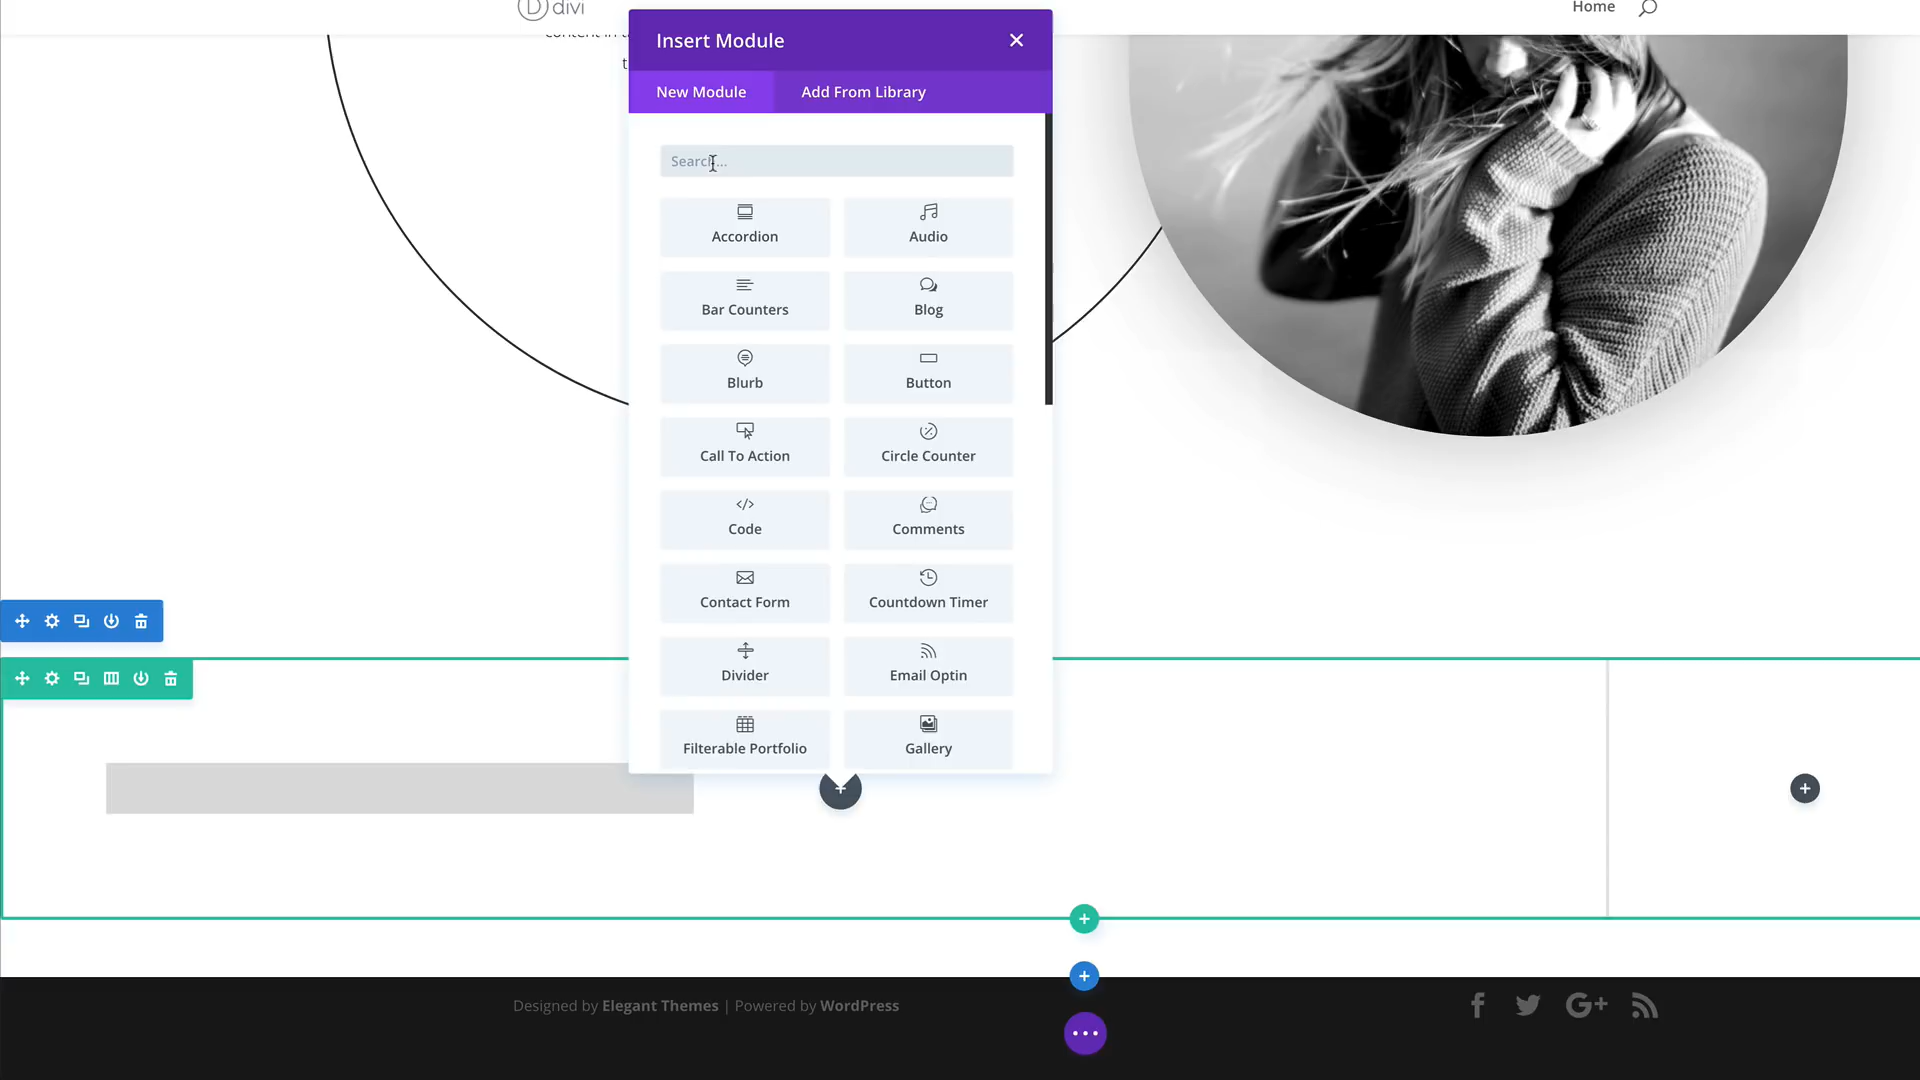 divi
Home
content in t
t
Insert Module
New Module
Add From Library
Search...
Accordion
Audio
Bar Counters
Blog
Blurb
Button
Call To Action
Circle Counter
Code
Comments
Contact Form
Countdown Timer
Divider
Email Optin
Filterable Portfolio
Gallery
Designed by Elegant Themes | Powered by WordPress